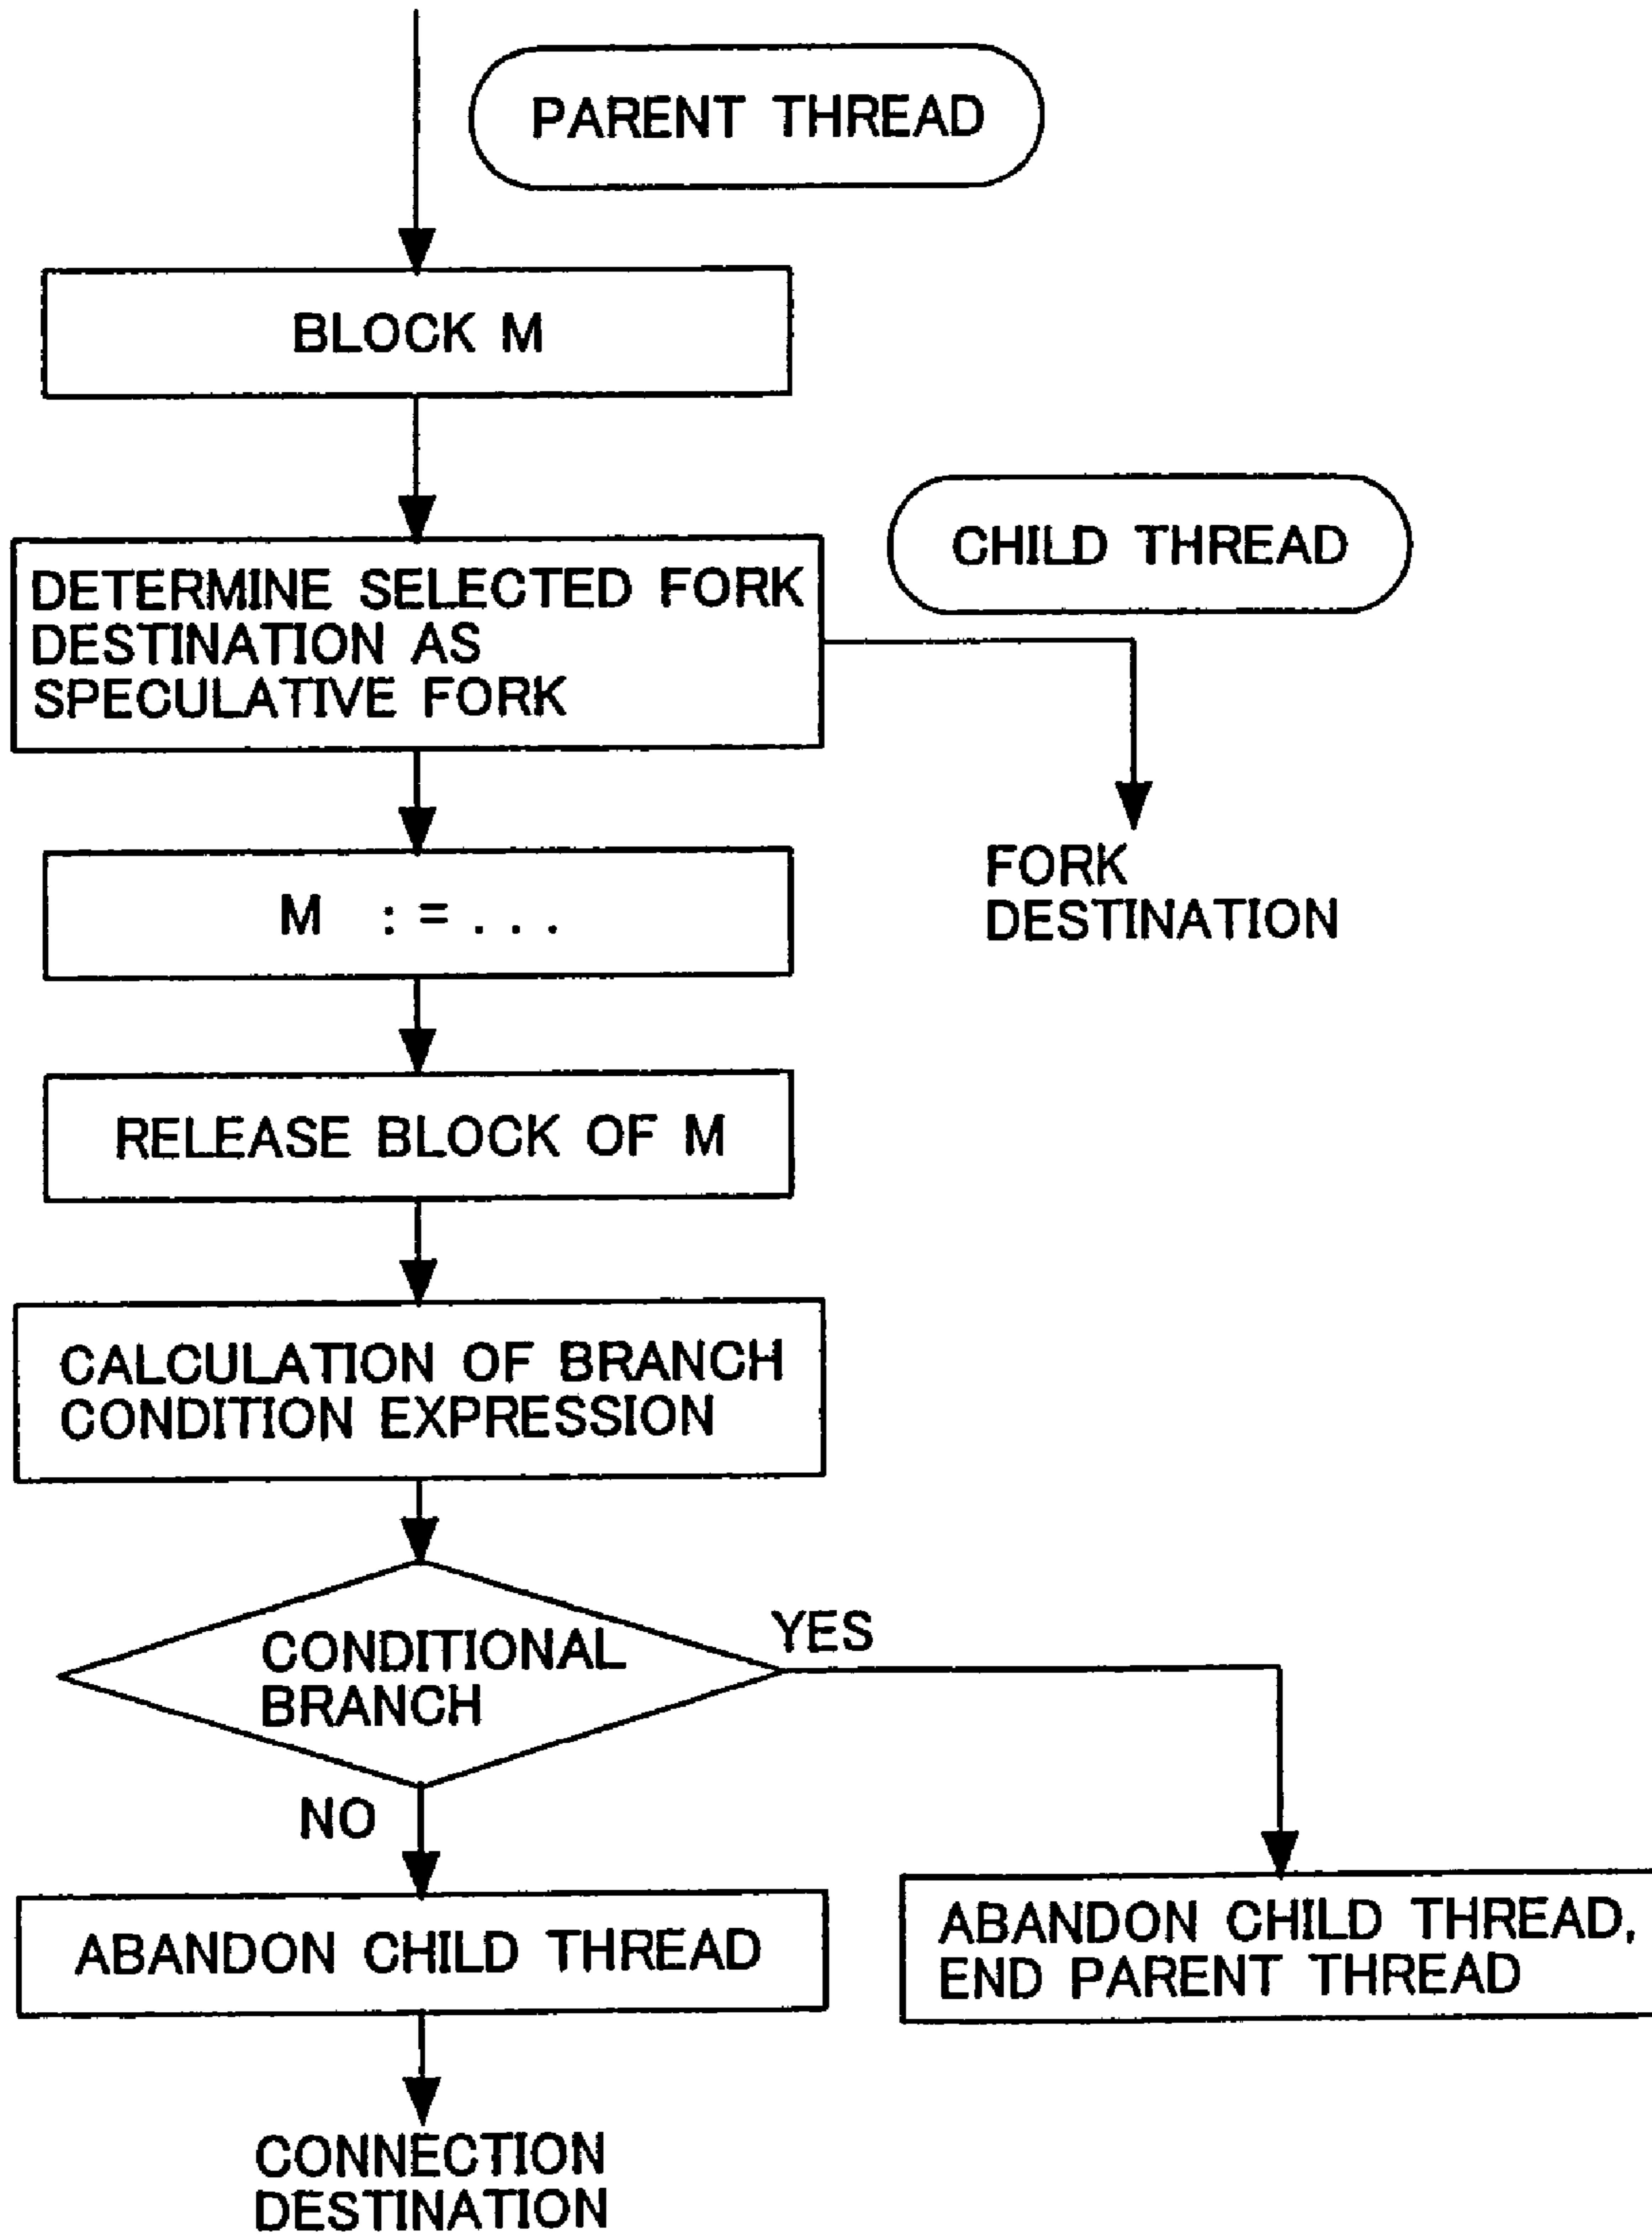 PARENT THREAD
BLOCK M
CHILD THREAD
DETERMINE SELECTED FORK
DESTINATION AS
SPECULATIVE FORK
FORK
DESTINATION
M := . . .
RELEASE BLOCK OF M
CALCULATION OF BRANCH
CONDITION EXPRESSION
CONDITIONAL
BRANCH
YES
NO
ABANDON CHILD THREAD
ABANDON CHILD THREAD,
END PARENT THREAD
CONNECTION
DESTINATION